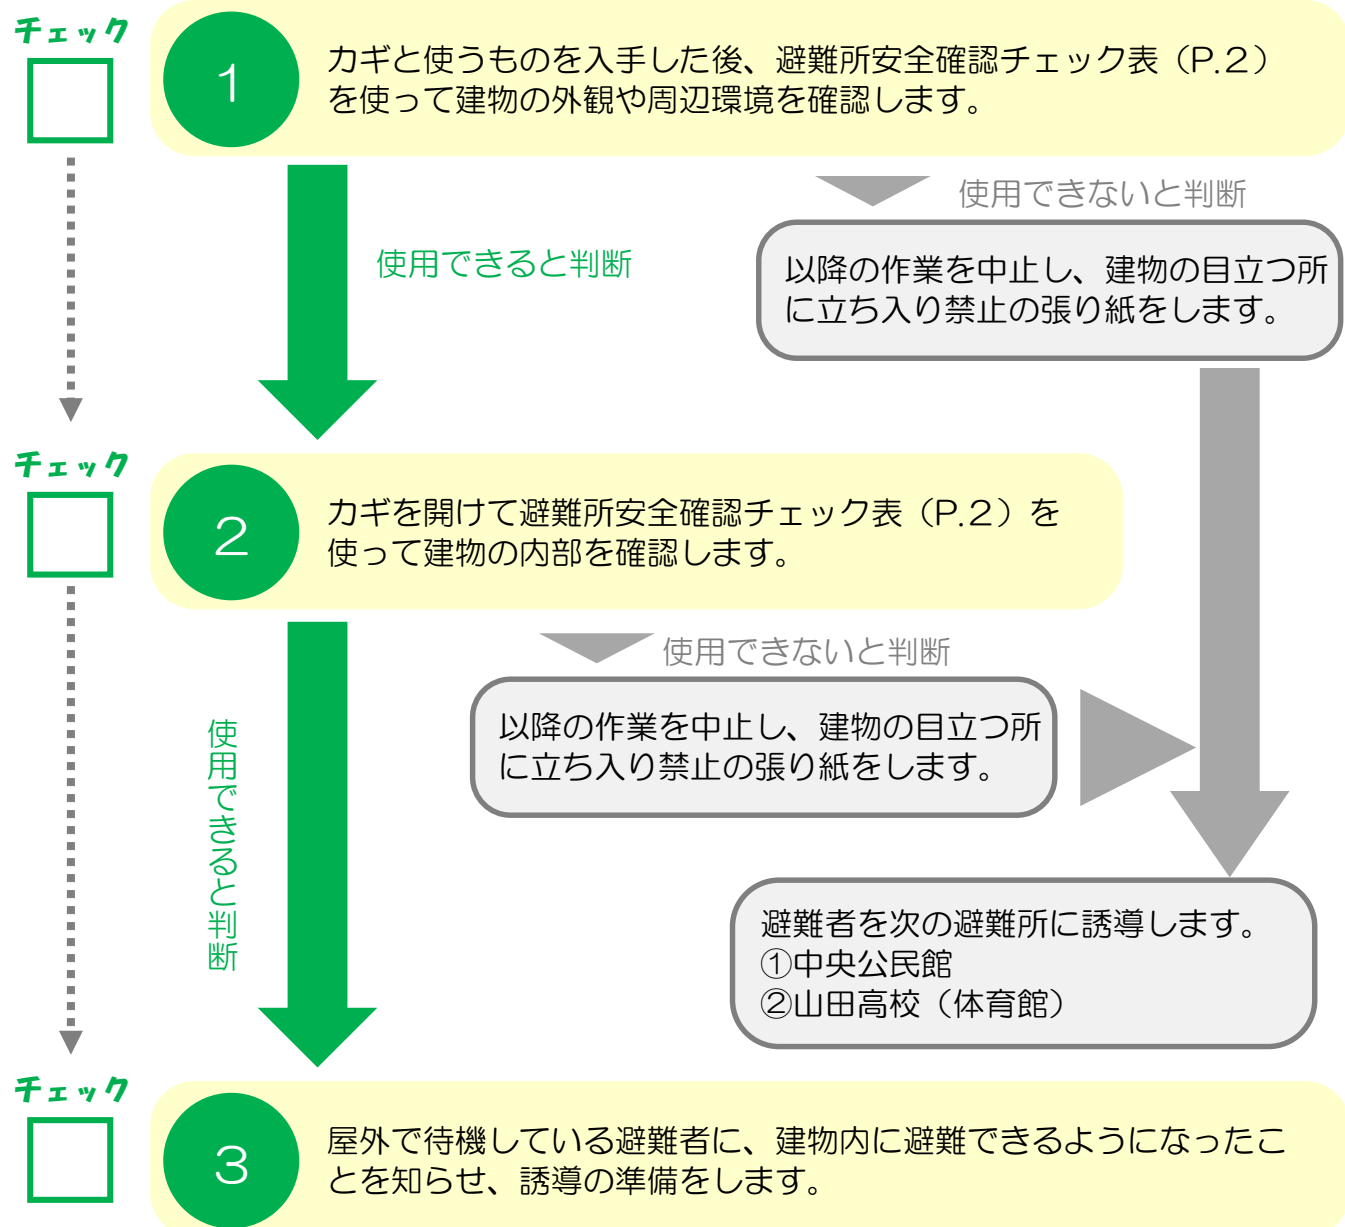 チェック
1
カギと使うものを入手した後、避難所安全確認チェック表（P.2）
を使って建物の外観や周辺環境を確認します。
使用できないと判断
使用できると判断
以降の作業を中止し、建物の目立つ所
に立ち入り禁止の張り紙をします。
チェック
2
カギを開けて避難所安全確認チェック表（P.2）を
使って建物の内部を確認します。
使用できないと判断
以降の作業を中止し、建物の目立つ所
に立ち入り禁止の張り紙をします。
使用できると判断
避難者を次の避難所に誘導します。
①中央公民館
②山田高校（体育館）
チェック
3
屋外で待機している避難者に、建物内に避難できるようになったこ
とを知らせ、誘導の準備をします。